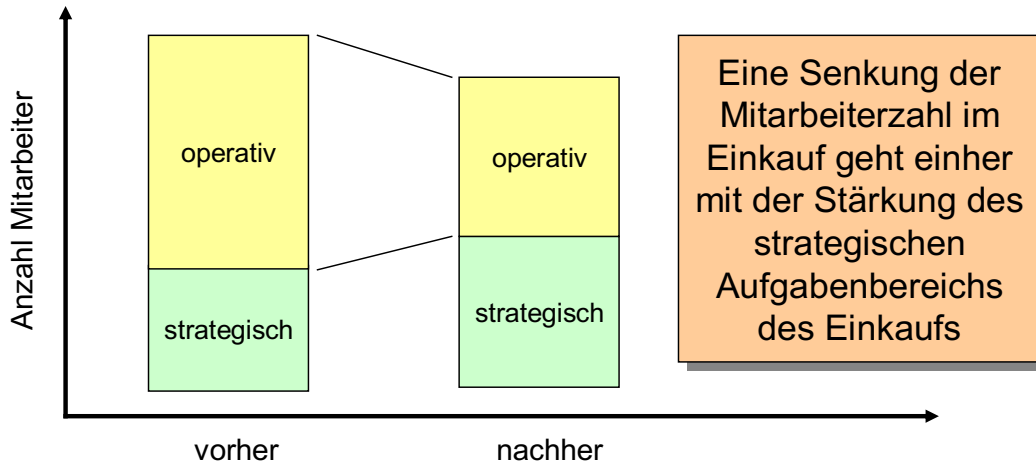 Anzahl Mitarbeiter
operativ
strategisch
operativ
strategisch
vorher
nachher
Eine Senkung der
Mitarbeiterzahl im
Einkauf geht einher
mit der Stärkung des
strategischen
Aufgabenbereichs
des Einkaufs